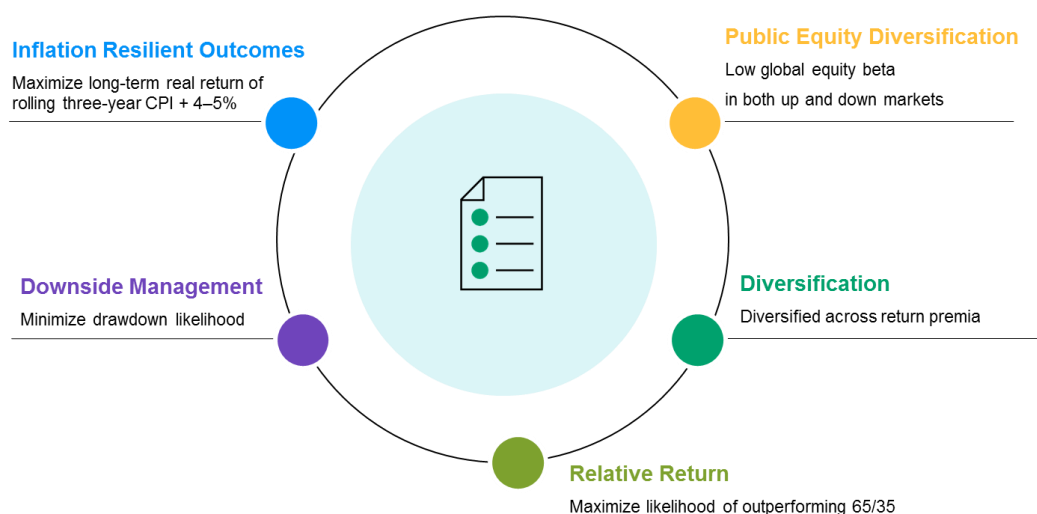 Inflation Resilient Outcomes
Maximize long-term real return of
rolling three-year CPI + 4–5%
Public Equity Diversification
Low global equity beta
in both up and down markets
Downside Management
Minimize drawdown likelihood
Diversification
Diversified across return premia
Relative Return
Maximize likelihood of outperforming 65/35